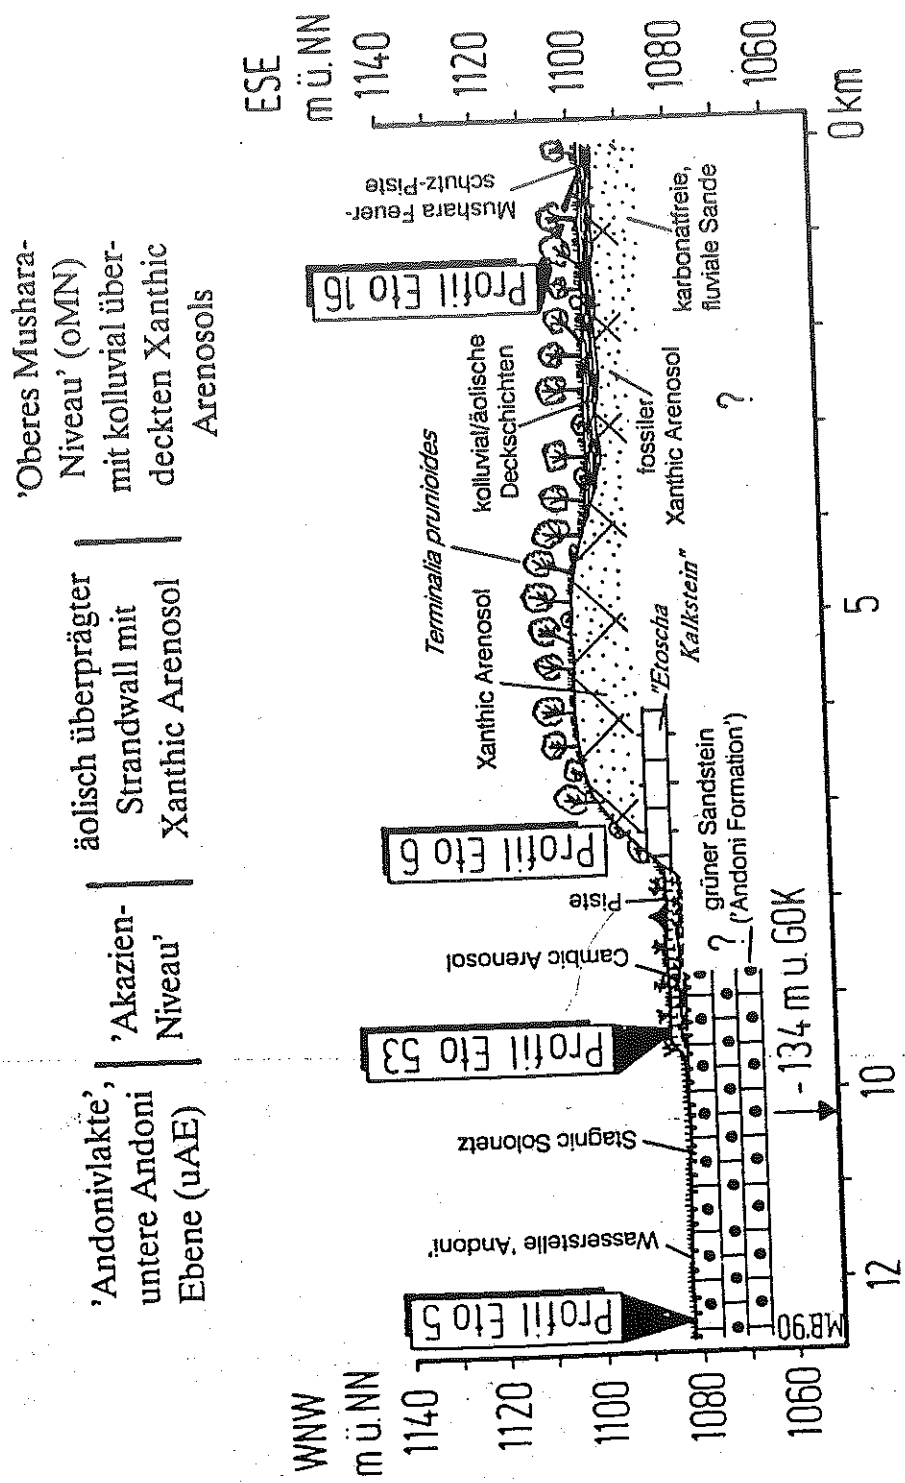 'Andonivlakte',
untere Andoni
Ebene (uAE)
'Akazien-
Niveau'
äolisch überprägter
Strandwall mit
Xanthic Arenosol
'Oberes Mushara-
Niveau' (oMN)
mit kolluvial über-
deckten Xanthic
Arenosols
WNW
m ü.NN
1140
1120
1100
1080
1060
ESE
m ü.NN
1140
1120
1100
1080
1060
Profil Eto 5
Profil Eto 53
Profil Eto 6
Profil Eto 16
Wasserstelle 'Andoni'
Stagnic Solonetz
Cambic Arenosol
Piste
Xanthic Arenosol
Terminalia prunioides
kolluvial/äolische
Deckschichten
Mushara Feuer-
schutz-Piste
"Etoscha
Kalkstein"
fossiler
Xanthic Arenosol
karbonatfreie,
fluviale Sande
?
?
grüner Sandstein
('Andoni Formation')
-134 m u. GOK
MB'90
12
10
5
0 km